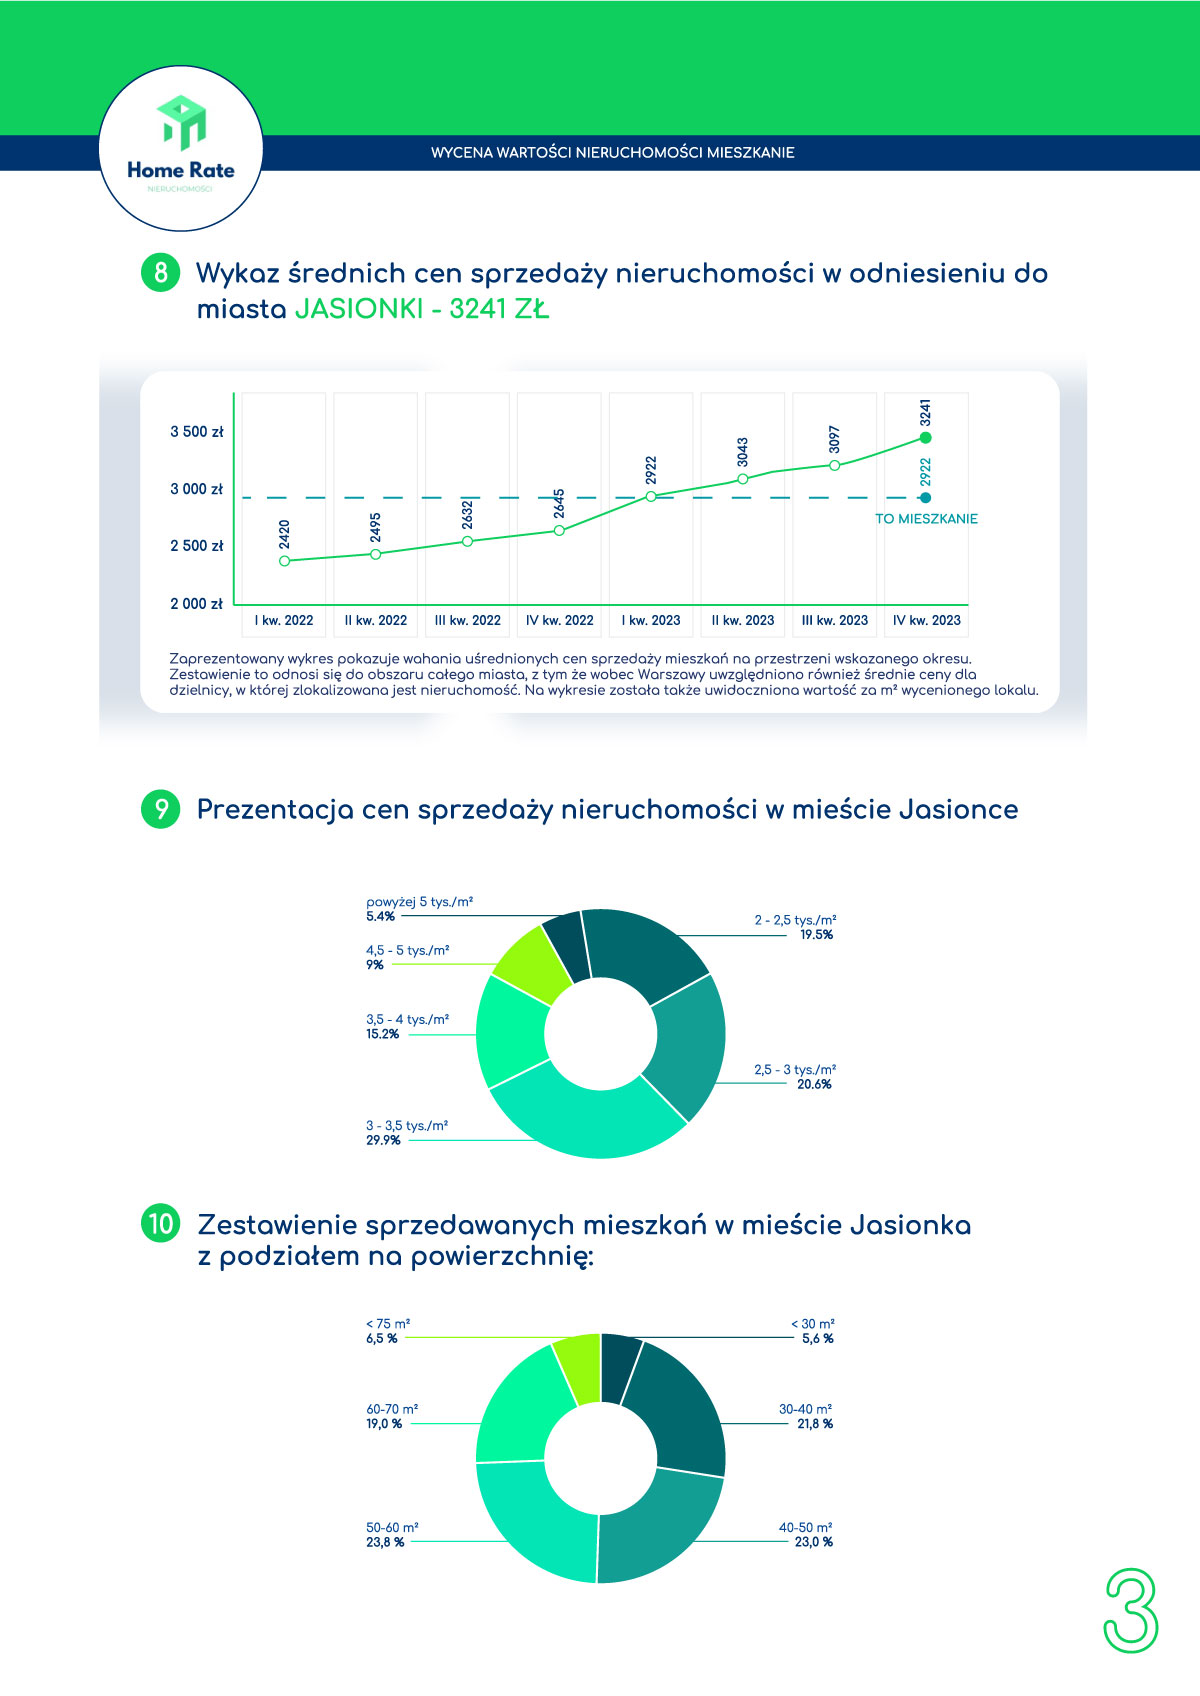 Home Rate
NIERUCHOMOŚCI
WYCENA WARTOŚCI NIERUCHOMOŚCI MIESZKANIE
8 Wykaz średnich cen sprzedaży nieruchomości w odniesieniu do
miasta JASIONKI - 3241 ZŁ
3 500 zł
3 000 zł
2 500 zł
2 000 zł
2420
2495
2632
2645
2922
3043
3097
3241
2922
TO MIESZKANIE
I kw. 2022 II kw. 2022 III kw. 2022 IV kw. 2022 I kw. 2023 II kw. 2023 III kw. 2023 IV kw. 2023
Zaprezentowany wykres pokazuje wahania uśrednionych cen sprzedaży mieszkań na przestrzeni wskazanego okresu.
Zestawienie to odnosi się do obszaru całego miasta, z tym że wobec Warszawy uwzględniono również średnie ceny dla
dzielnicy, w której zlokalizowana jest nieruchomość. Na wykresie została także uwidoczniona wartość za m² wycenionego lokalu.
9 Prezentacja cen sprzedaży nieruchomości w mieście Jasionce
powyżej 5 tys./m²
5.4%
4,5 - 5 tys./m²
9%
3,5 - 4 tys./m²
15.2%
3 - 3,5 tys./m²
29.9%
2 - 2,5 tys./m²
19.5%
2,5 - 3 tys./m²
20.6%
10 Zestawienie sprzedawanych mieszkań w mieście Jasionka
z podziałem na powierzchnię:
< 75 m²
6,5 %
60-70 m²
19,0 %
50-60 m²
23,8 %
< 30 m²
5,6 %
30-40 m²
21,8 %
40-50 m²
23,0 %
3